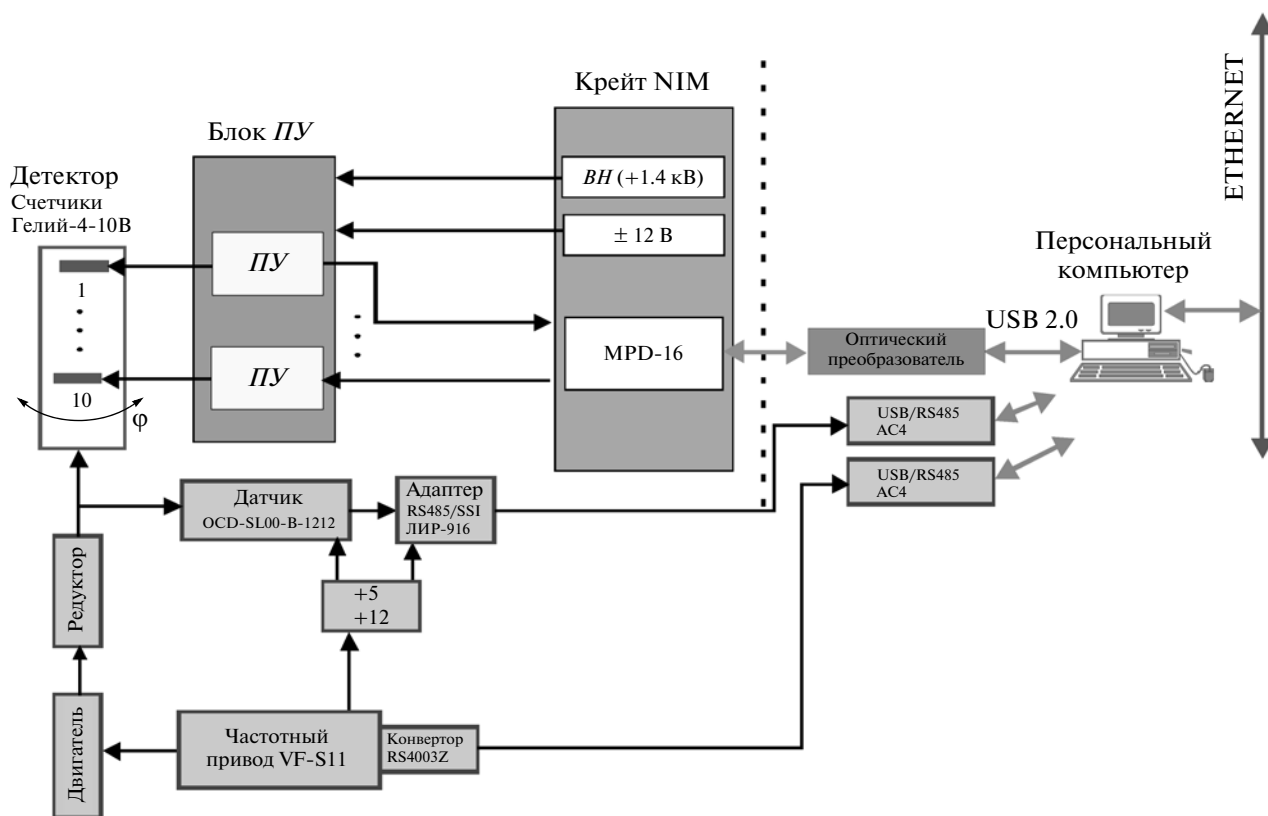 Крейт NIM
ETHERNET
Блок ПУ
Детектор
Счетчики
Гелий-4-10В
ВН (+1.4 кВ)
± 12 В
Персональный
компьютер
ПУ
1
USB 2.0
MPD-16
Оптический
преобразователь
ПУ
10
φ
USB/RS485
AC4
USB/RS485
AC4
Датчик
OCD-SL00-B-1212
Адаптер
RS485/SSI
ЛИР-916
Редуктор
+5
+12
Двигатель
Частотный
привод VF-S11
Конвертор
RS4003Z